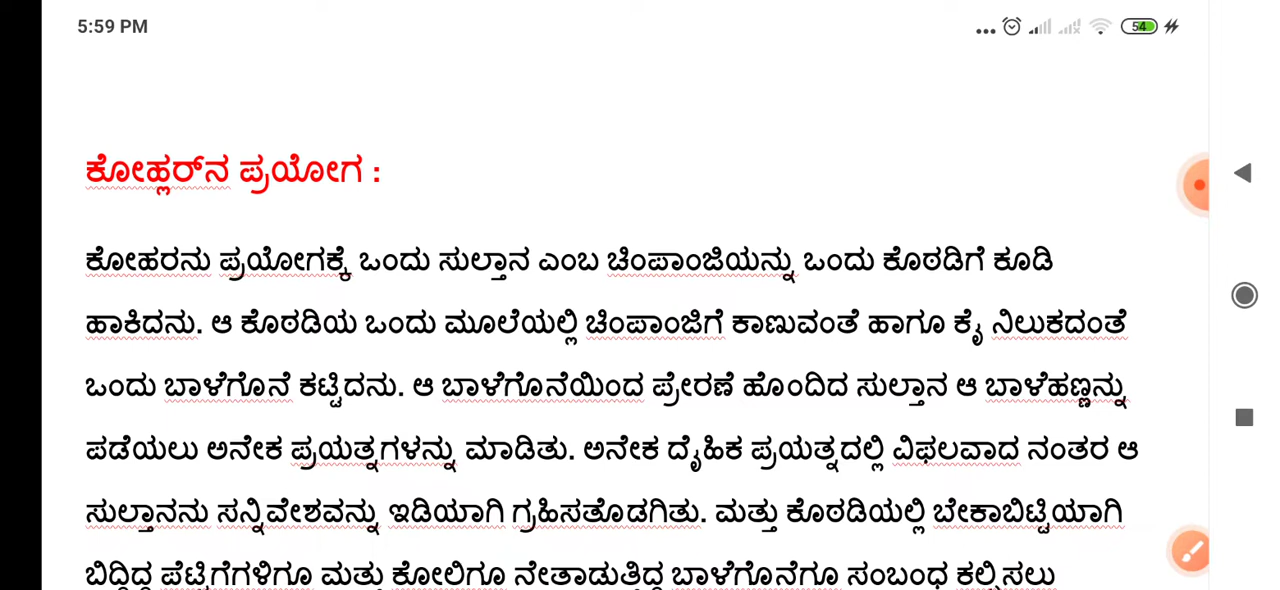 5:59 PM
54
ಕೋಹ್ಲರ್‌ನ ಪ್ರಯೋಗ :
ಕೋಹರನು ಪ್ರಯೋಗಕ್ಕೆ ಒಂದು ಸುಲ್ತಾನ ಎಂಬ ಚಿಂಪಾಂಜಿಯನ್ನು ಒಂದು ಕೊಠಡಿಗೆ ಕೂಡಿ
ಹಾಕಿದನು. ಆ ಕೊಠಡಿಯ ಒಂದು ಮೂಲೆಯಲ್ಲಿ ಚಿಂಪಾಂಜಿಗೆ ಕಾಣುವಂತೆ ಹಾಗೂ ಕೈ ನಿಲುಕದಂತೆ
ಒಂದು ಬಾಳೆಗೊನೆ ಕಟ್ಟಿದನು. ಆ ಬಾಳೆಗೊನೆಯಿಂದ ಪ್ರೇರಣೆ ಹೊಂದಿದ ಸುಲ್ತಾನ ಆ ಬಾಳೆಹಣ್ಣನ್ನು
ಪಡೆಯಲು ಅನೇಕ ಪ್ರಯತ್ನಗಳನ್ನು ಮಾಡಿತು. ಅನೇಕ ದೈಹಿಕ ಪ್ರಯತ್ನದಲ್ಲಿ ವಿಫಲವಾದ ನಂತರ ಆ
ಸುಲ್ತಾನನು ಸನ್ನಿವೇಶವನ್ನು ಇಡಿಯಾಗಿ ಗ್ರಹಿಸತೊಡಗಿತು. ಮತ್ತು ಕೊಠಡಿಯಲ್ಲಿ ಬೇಕಾಬಿಟ್ಟಿಯಾಗಿ
ಬಿದ್ದಿದ್ದ ಪೆಟ್ಟಿಗೆಗಳಿಗೂ ಮತ್ತು ಕೋಲಿಗೂ ನೇತಾಡುತ್ತಿದ್ದ ಬಾಳೆಗೊನೆಗೂ ಸಂಬಂಧ ಕಲ್ಪಿಸಲು